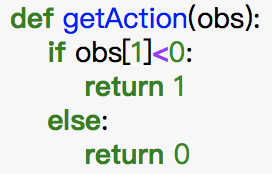 def getAction(obs):
    if obs[1]<0:
        return 1
    else:
        return 0